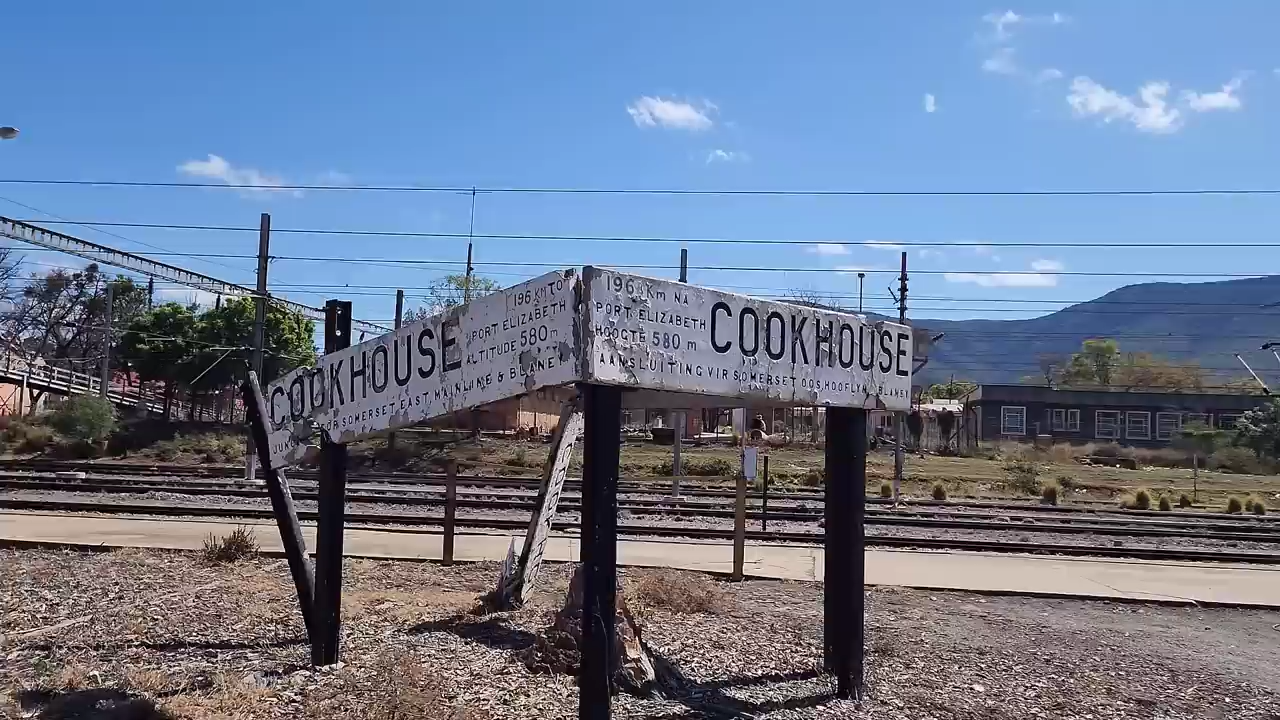 COOKHOUSE
196 KM TO
PORT ELIZABETH
ALTITUDE 580 m
FOR SOMERSET EAST, MAINLINE & BLANEY
196 Km NA
PORT ELIZABETH
HOOGTE 580 m
COOKHOUSE
AANSLUITING VIR SOMERSET OOS, HOOFLYN & BLANEY